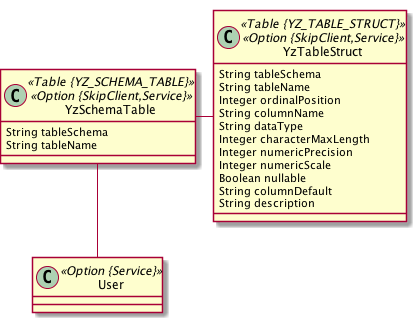 C
«Table {YZ_TABLE_STRUCT}»
«Option {SkipClient,Service}»
YzTableStruct
String tableSchema
String tableName
Integer ordinalPosition
String columnName
String dataType
Integer characterMaxLength
Integer numericPrecision
Integer numericScale
Boolean nullable
String columnDefault
String description
C
«Table {YZ_SCHEMA_TABLE}»
«Option {SkipClient,Service}»
YzSchemaTable
String tableSchema
String tableName
C
«Option {Service}»
User